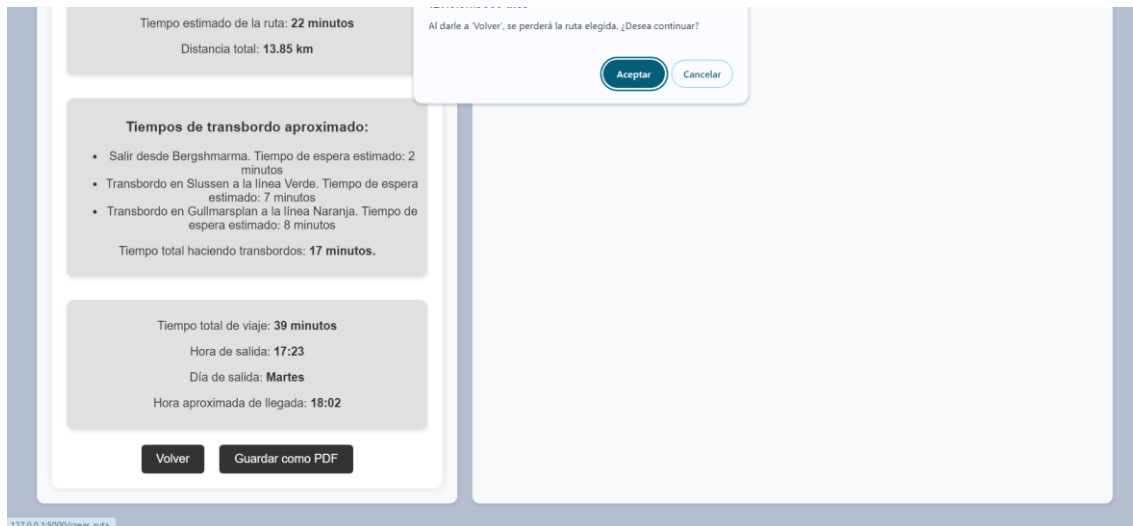 Tiempo estimado de la ruta: 22 minutos
Distancia total: 13.85 km
Al darle a 'Volver', se perderá la ruta elegida. ¿Desea continuar?
Aceptar
Cancelar
Tiempos de transbordo aproximado:
• Salir desde Bergshmarma. Tiempo de espera estimado: 2
minutos
• Transbordo en Slussen a la línea Verde. Tiempo de espera
estimado: 7 minutos
• Transbordo en Gullmarsplan a la línea Naranja. Tiempo de
espera estimado: 8 minutos
Tiempo total haciendo transbordos: 17 minutos.
Tiempo total de viaje: 39 minutos
Hora de salida: 17:23
Día de salida: Martes
Hora aproximada de llegada: 18:02
Volver
Guardar como PDF